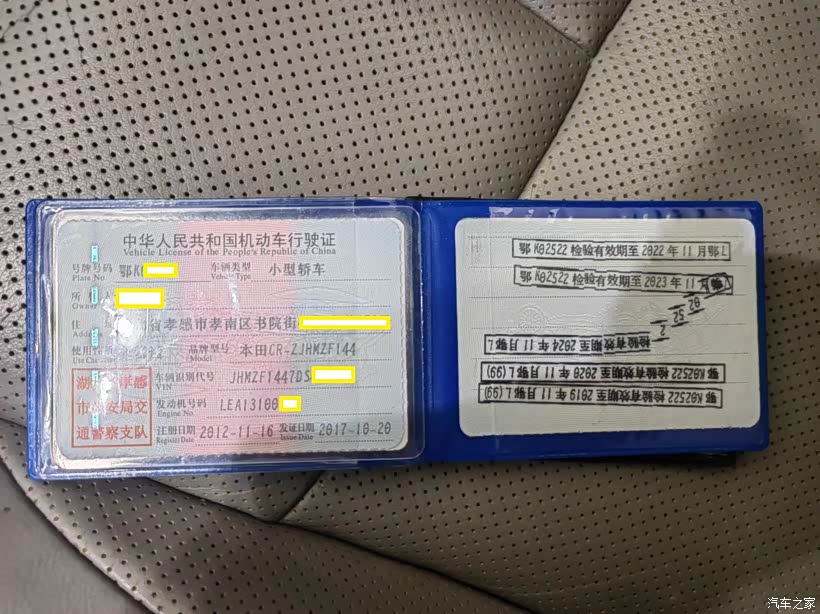 中华人民共和国机动车行驶证
Vehicle License of the People's Republic of China
号牌号码 鄂K0 车辆类型 小型轿车
Plate No. Vehicle Type
所 人
Owner
住 省孝感市孝南区书院街
Address
使用 品牌型号 本田CR-ZJHMZF144
Use Character Model
车辆识别代号 JHMZF1447DS
VIN
发动机号码 LEA13100
Engine No.
注册日期 2012-11-16 发证日期 2017-10-20
Register Date Issue Date
湖 孝感
市公安局交
通警察支队
鄂K02522 检验有效期至2022年11月鄂L
鄂K02522 检验有效期至2023年11月
02522
检验有效期至2024年11月鄂L
鄂K02522 检验有效期至2020年11月鄂L(99)
鄂K02522 检验有效期至2019年11月鄂L(99)
汽车之家